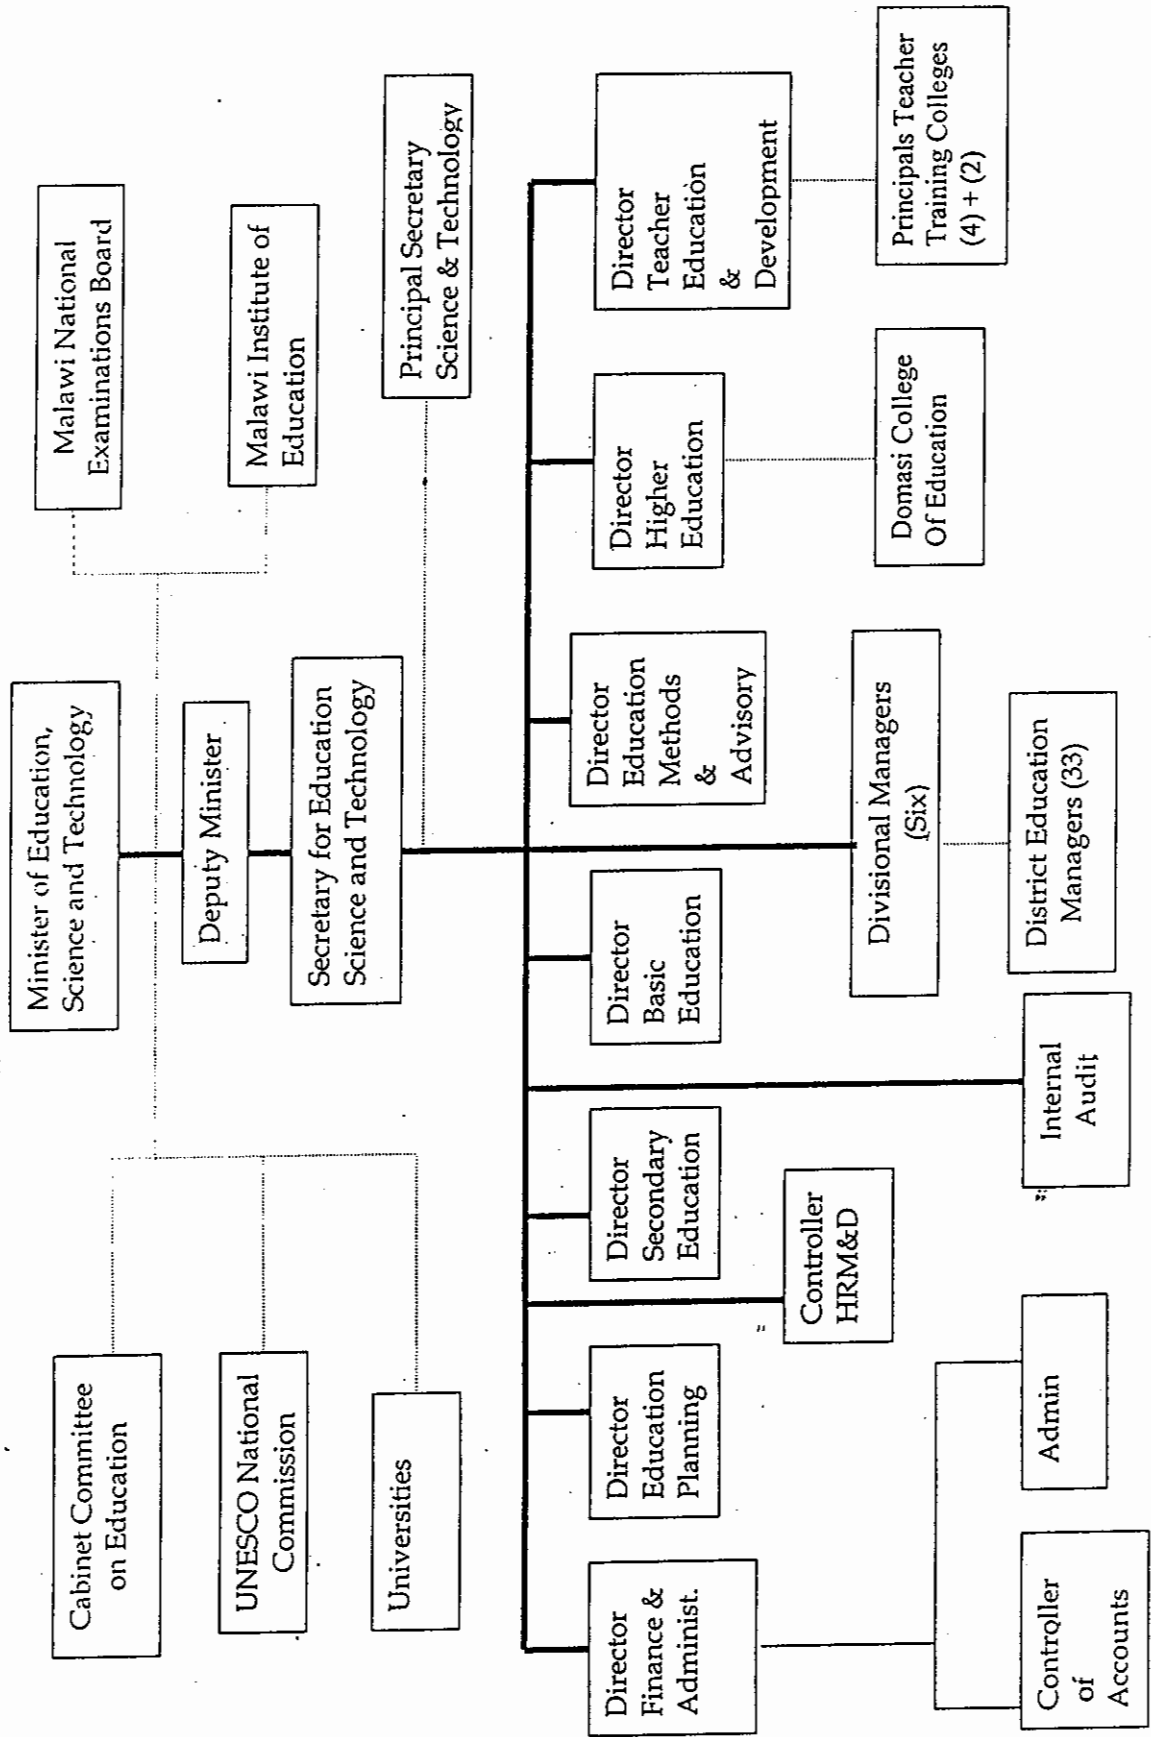 Minister of Education,
Science and Technology
Deputy Minister
Secretary for Education
Science and Technology
Cabinet Committee
on Education
UNESCO National
Commission
Universities
Malawi National
Examinations Board
Malawi Institute of
Education
Principal Secretary
Science & Technology
Director
Finance &
Administ.
Director
Education
Planning
Director
Secondary
Education
Director
Basic
Education
Director
Education
Methods
&
Advisory
Director
Higher
Education
Director
Teacher
Education
&
Development
Controller
HRM&D
Divisional Managers
(Six)
Domasi College
Of Education
Principals Teacher
Training Colleges
(4) + (2)
Controller
of
Accounts
Admin
Internal
Audit
District Education
Managers (33)